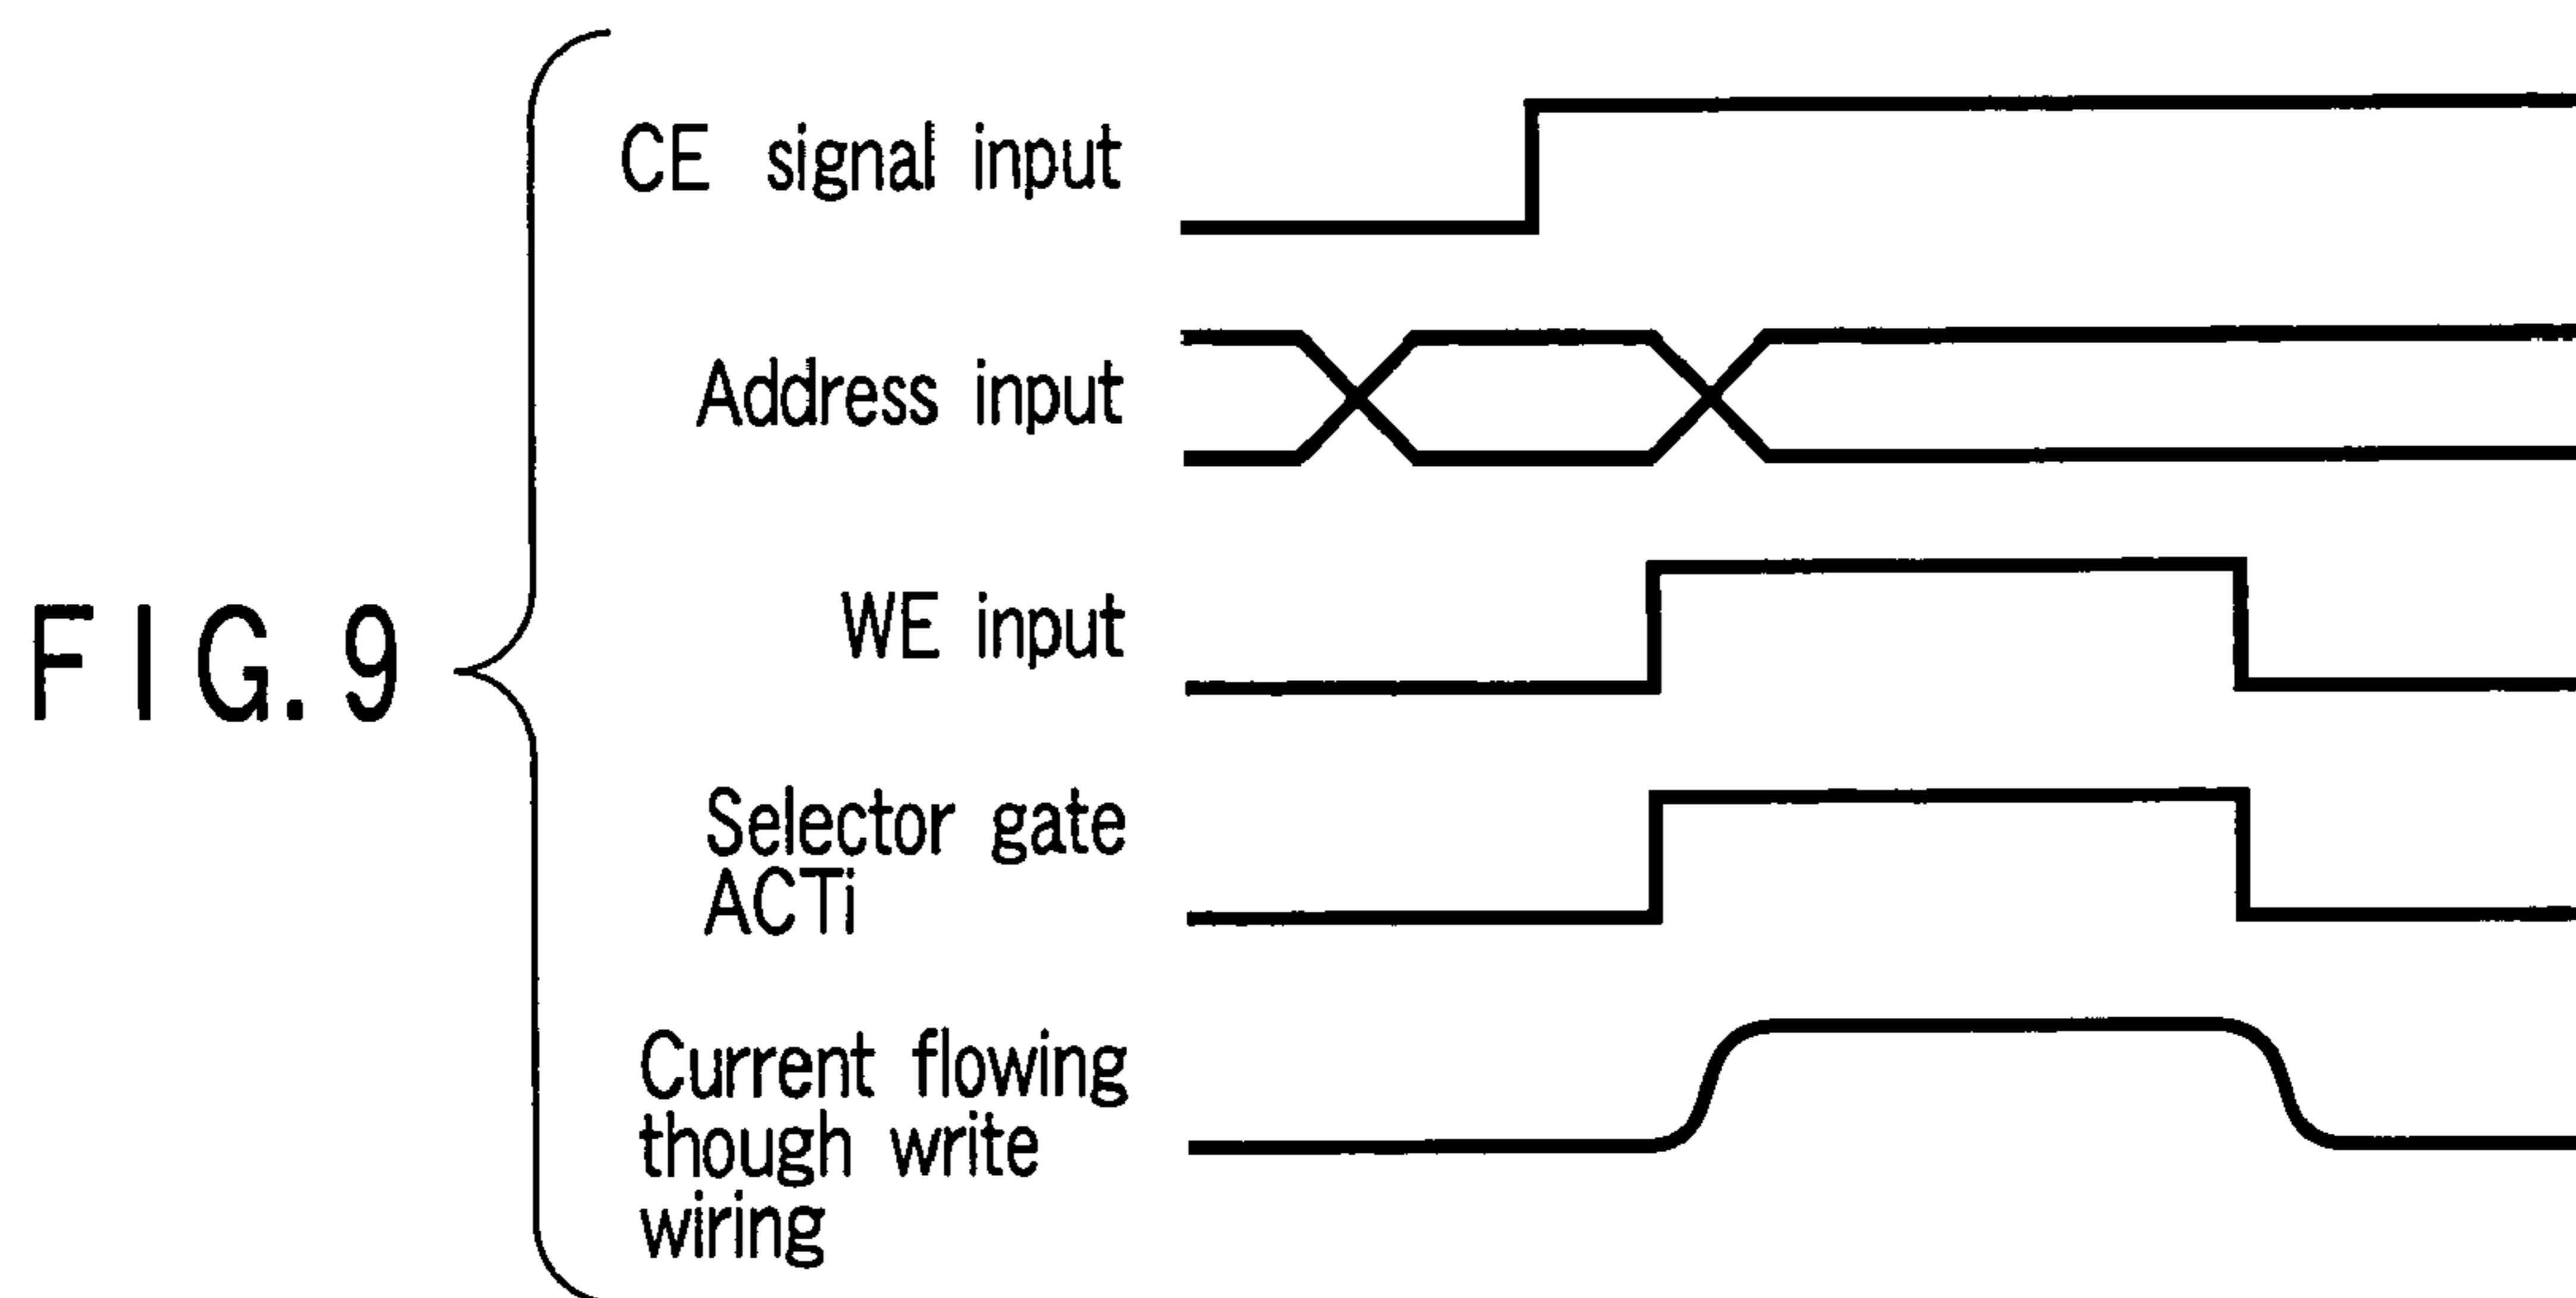 FIG. 9
CE signal input
Address input
WE input
Selector gate
ACTi
Current flowing
though write
wiring